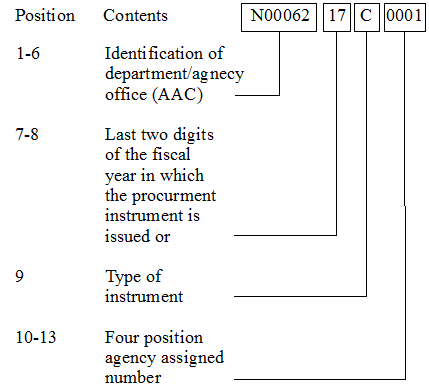 Position Contents N00062 17 C 0001
1-6 Identification of
department/agnecy
office (AAC)
7-8 Last two digits
of the fiscal
year in which
the procurment
instrument is
issued or
9 Type of
instrument
10-13 Four position
agency assigned
number